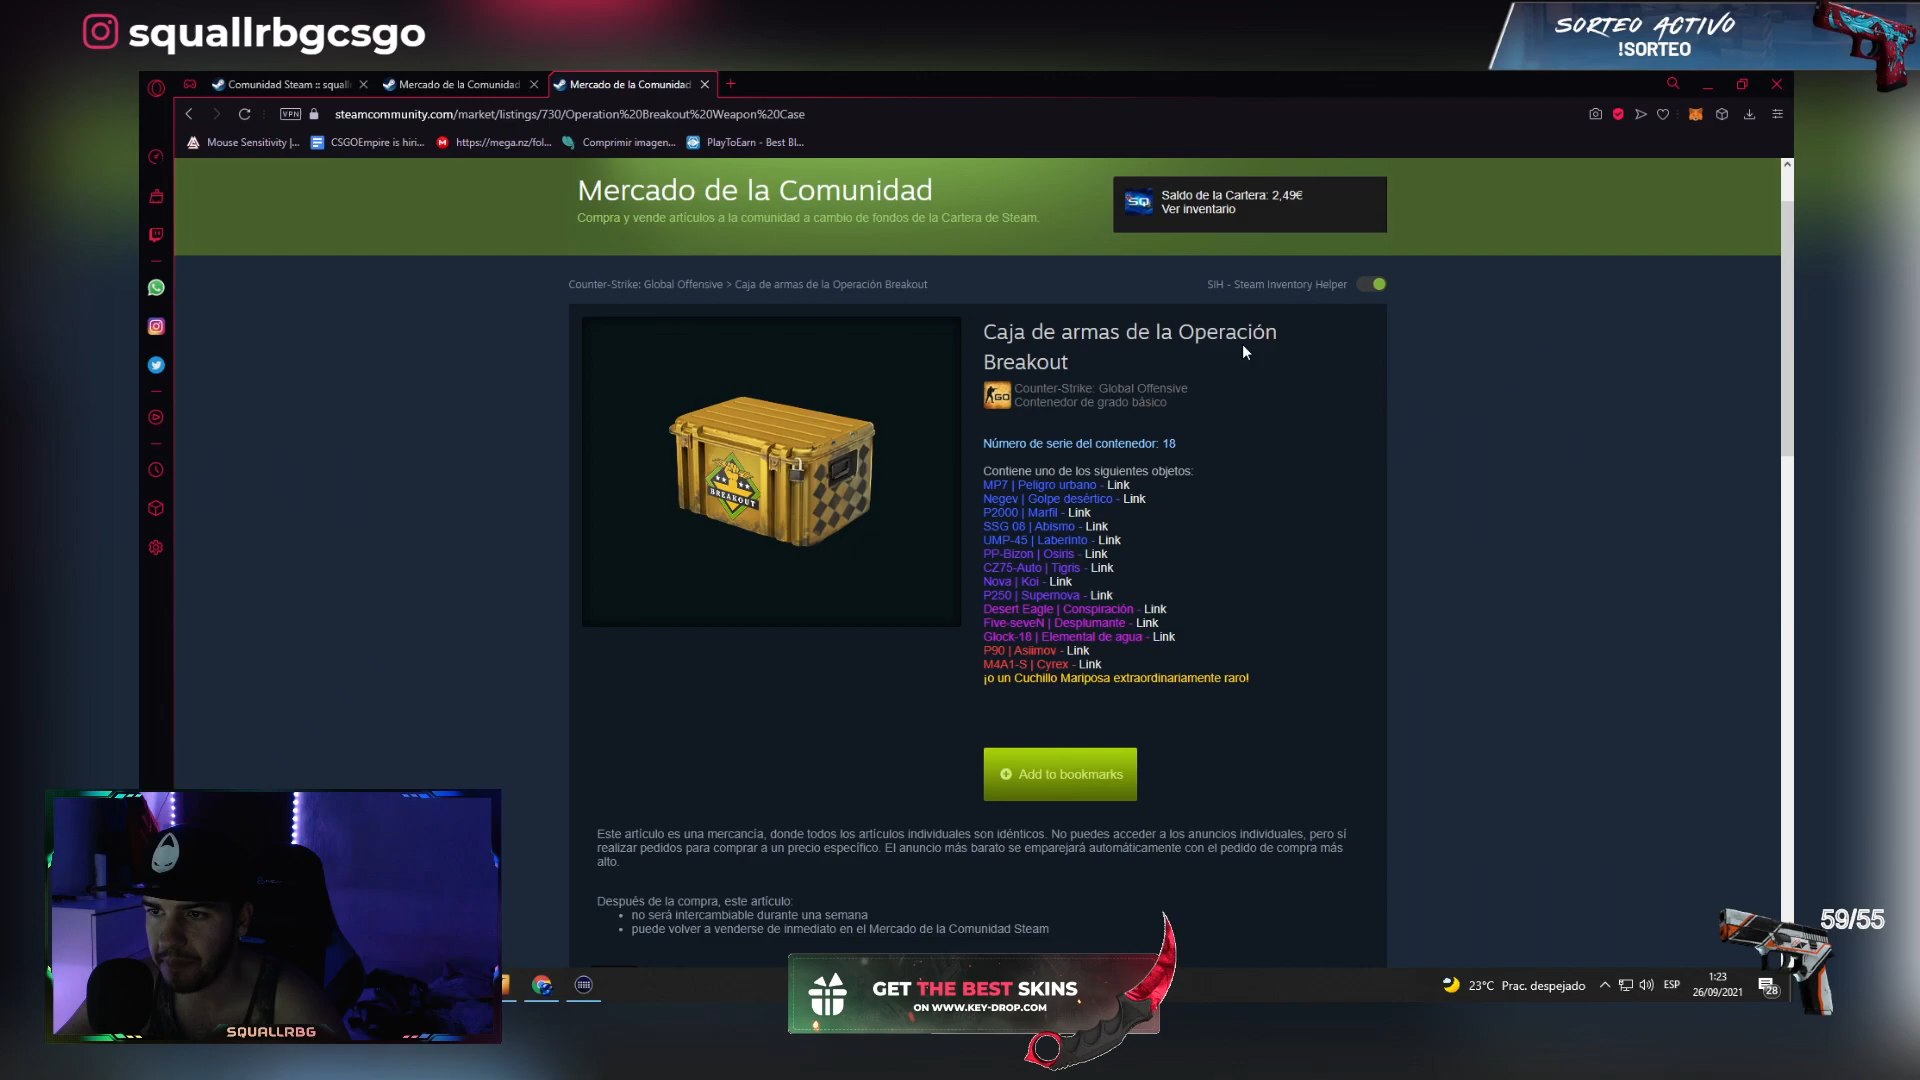 squallrbgcsgo
SORTEO ACTIVO
!SORTEO
Comunidad Steam :: squall
Mercado de la Comunidad
Mercado de la Comunidad
VPN
steamcommunity.com/market/listings/730/Operation%20Breakout%20Weapon%20Case
Mouse Sensitivity |...
CSGOEmpire is hiri...
https://mega.nz/fol...
Comprimir imagen...
PlayToEarn - Best Bl...
Mercado de la Comunidad
Compra y vende artículos a la comunidad a cambio de fondos de la Cartera de Steam.
SQ
Saldo de la Cartera: 2,49€
Ver inventario
Counter-Strike: Global Offensive > Caja de armas de la Operación Breakout
SIH - Steam Inventory Helper
BREAKOUT
Caja de armas de la Operación
Breakout
GO
Counter-Strike: Global Offensive
Contenedor de grado básico
Número de serie del contenedor: 18
Contiene uno de los siguientes objetos:
MP7 | Peligro urbano - Link
Negev | Golpe desértico - Link
P2000 | Marfil - Link
SSG 08 | Abismo - Link
UMP-45 | Laberinto - Link
PP-Bizon | Osiris - Link
CZ75-Auto | Tigris - Link
Nova | Koi - Link
P250 | Supernova - Link
Desert Eagle | Conspiración - Link
Five-seveN | Desplumante - Link
Glock-18 | Elemental de agua - Link
P90 | Asiimov - Link
M4A1-S | Cyrex - Link
¡o un Cuchillo Mariposa extraordinariamente raro!
Add to bookmarks
Este artículo es una mercancía, donde todos los artículos individuales son idénticos. No puedes acceder a los anuncios individuales, pero sí
realizar pedidos para comprar a un precio específico. El anuncio más barato se emparejará automáticamente con el pedido de compra más
alto.
Después de la compra, este artículo:
no será intercambiable durante una semana
puede volver a venderse de inmediato en el Mercado de la Comunidad Steam
SQUALLRBG
GET THE BEST SKINS
ON WWW.KEY-DROP.COM
59/55
23°C Prac. despejado
ESP
1:23
26/09/2021
28